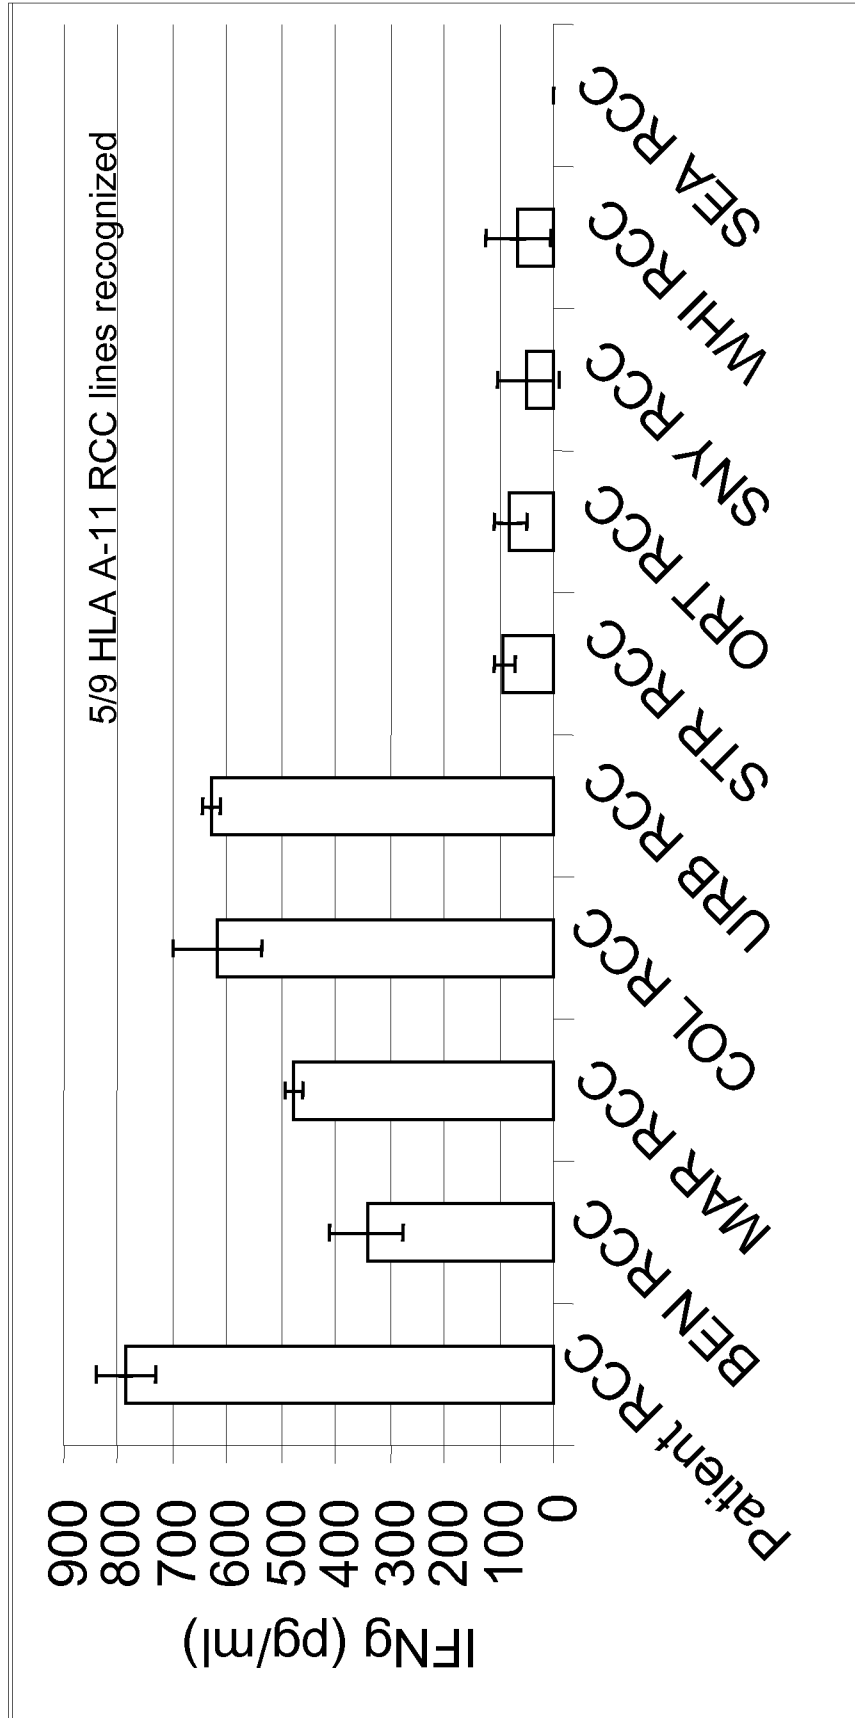 5/9 HLA A-11 RCC lines recognized
IFNg (pg/ml)
900
800
700
600
500
400
300
200
100
0
Patient RCC
BEN RCC
MAR RCC
COL RCC
URB RCC
STR RCC
ORT RCC
SNY RCC
WHI RCC
SEA RCC